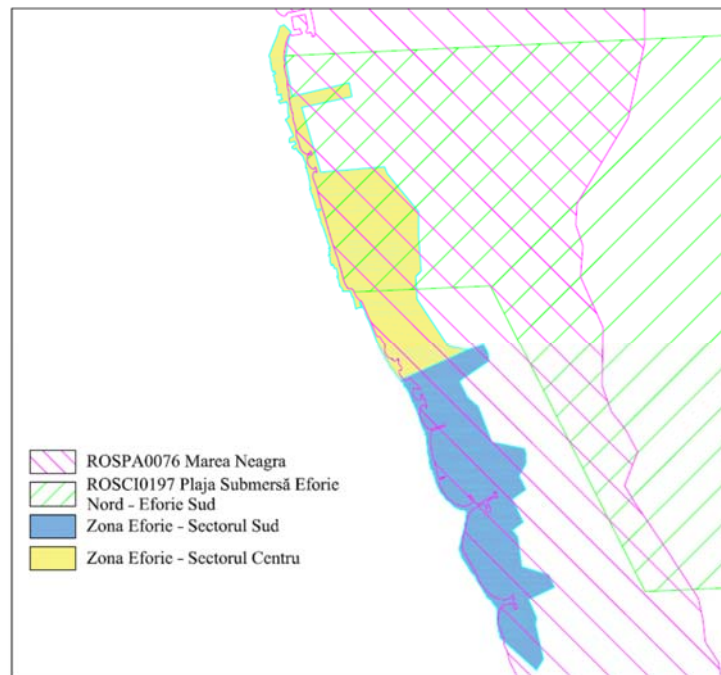 ROSPA0076 Marea Neagra
ROSCI0197 Plaja Submersă Eforie
Nord - Eforie Sud
Zona Eforie - Sectorul Sud
Zona Eforie - Sectorul Centru